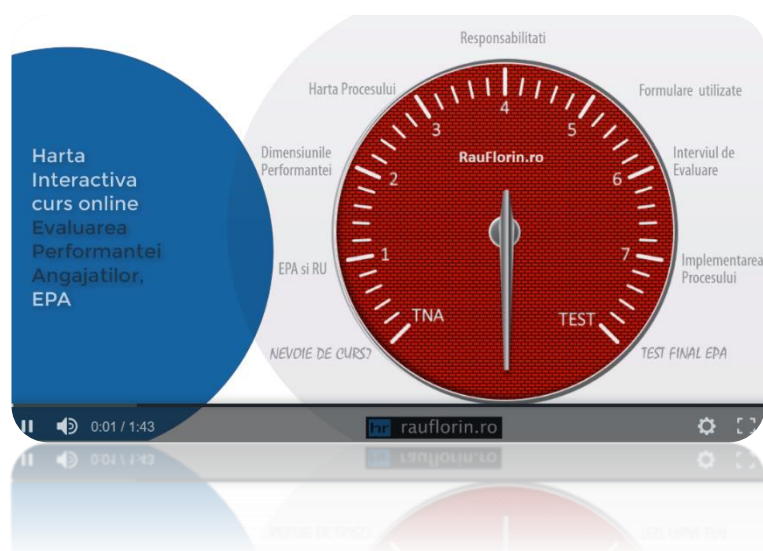 Harta
Interactiva
curs online
Evaluarea
Performantei
Angajatilor,
EPA
Responsabilitati
Harta Procesului
Formulare utilizate
Dimensiunile
Performantei
Interviul de
Evaluare
EPA si RU
Implementarea
Procesului
NEVOIE DE CURS?
TEST FINAL EPA
RauFlorin.ro
1
2
3
4
5
6
7
TNA
TEST
0:01 / 1:43
hr rauflorin.ro